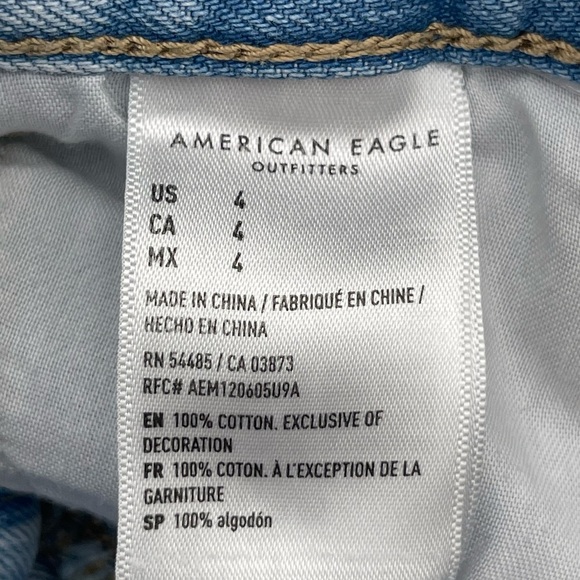 AMERICAN EAGLE
OUTFITTERS
US 4
CA 4
MX 4
MADE IN CHINA / FABRIQUÉ EN CHINE /
HECHO EN CHINA
RN 54485 / CA 03873
RFC# AEM120605U9A
EN 100% COTTON. EXCLUSIVE OF
DECORATION
FR 100% COTON. À L'EXCEPTION DE LA
GARNITURE
SP 100% algodón